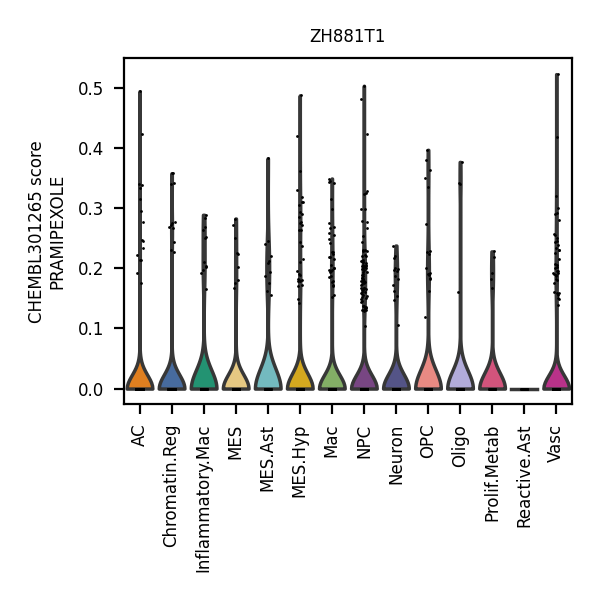 ZH881T1
CHEMBL301265 score
PRAMIPEXOLE
0.5
0.4
0.3
0.2
0.1
0.0
AC
Chromatin.Reg
Inflammatory.Mac
MES
MES.Ast
MES.Hyp
Mac
NPC
Neuron
OPC
Oligo
Prolif.Metab
Reactive.Ast
Vasc